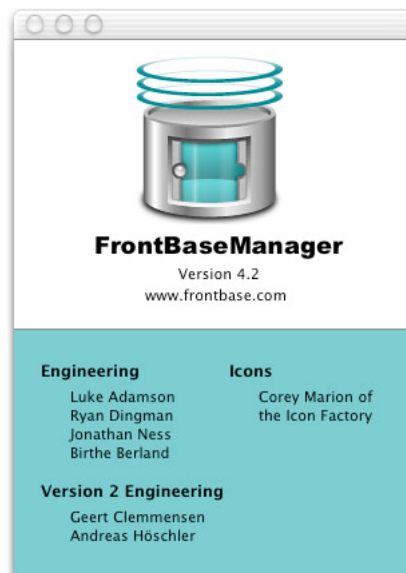 FrontBaseManager
Version 4.2
www.frontbase.com
Engineering
Luke Adamson
Ryan Dingman
Jonathan Ness
Birthe Berland
Icons
Corey Marion of
the Icon Factory
Version 2 Engineering
Geert Clemmensen
Andreas Höschler